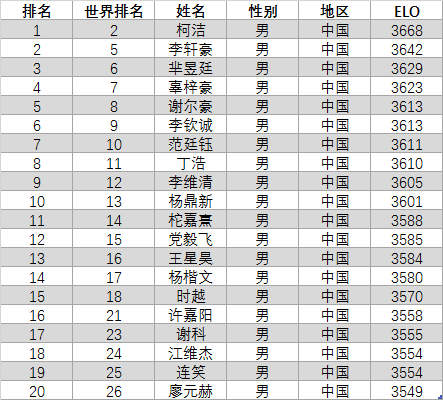 排名 世界排名 姓名 性别 地区 ELO
1 2 柯洁 男 中国 3668
2 5 李轩豪 男 中国 3642
3 6 芈昱廷 男 中国 3629
4 7 辜梓豪 男 中国 3623
5 8 谢尔豪 男 中国 3613
6 9 李钦诚 男 中国 3613
7 10 范廷钰 男 中国 3611
8 11 丁浩 男 中国 3610
9 12 李维清 男 中国 3605
10 13 杨鼎新 男 中国 3601
11 14 柁嘉熹 男 中国 3588
12 15 党毅飞 男 中国 3585
13 16 王星昊 男 中国 3584
14 17 杨楷文 男 中国 3580
15 18 时越 男 中国 3570
16 21 许嘉阳 男 中国 3558
17 23 谢科 男 中国 3555
18 24 江维杰 男 中国 3554
19 25 连笑 男 中国 3554
20 26 廖元赫 男 中国 3549